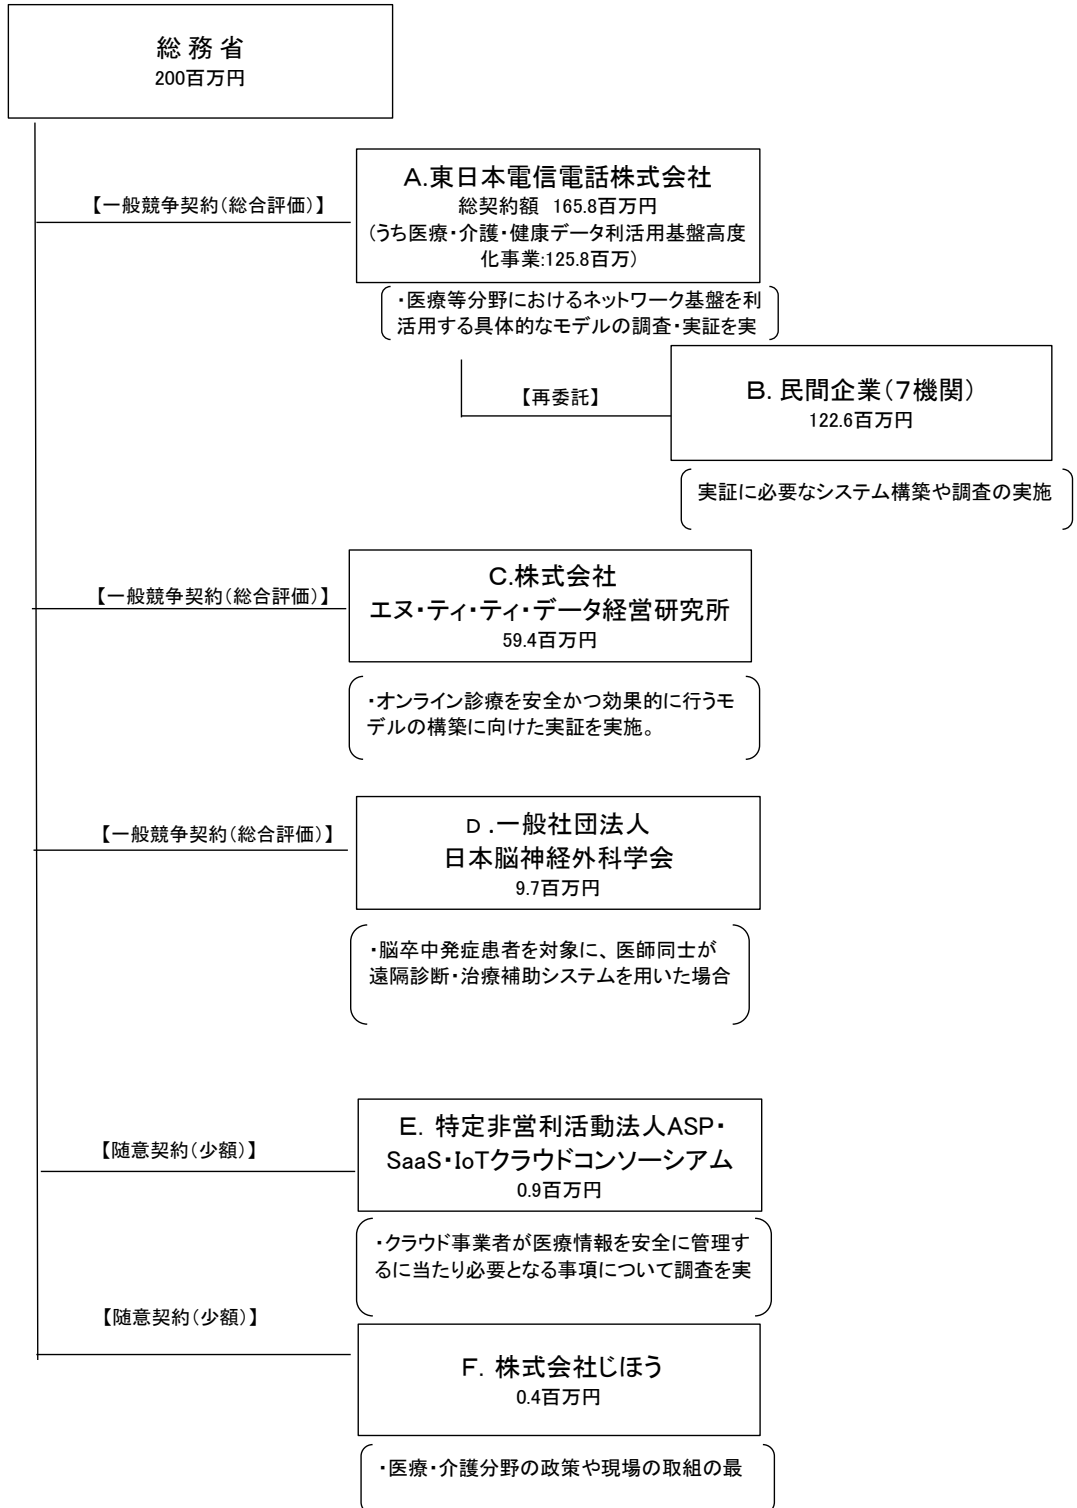 総務省
200百万円
【一般競争契約(総合評価)】
A.東日本電信電話株式会社
総契約額 165.8百万円
(うち医療・介護・健康データ利活用基盤高度
化事業:125.8百万)
・医療等分野におけるネットワーク基盤を利
活用する具体的なモデルの調査・実証を実
【再委託】
B. 民間企業(7機関)
122.6百万円
実証に必要なシステム構築や調査の実施
【一般競争契約(総合評価)】
C.株式会社
エヌ・ティ・ティ・データ経営研究所
59.4百万円
・オンライン診療を安全かつ効果的に行うモ
デルの構築に向けた実証を実施。
【一般競争契約(総合評価)】
D .一般社団法人
日本脳神経外科学会
9.7百万円
・脳卒中発症患者を対象に、医師同士が
遠隔診断・治療補助システムを用いた場合
【随意契約(少額)】
E. 特定非営利活動法人ASP・
SaaS・IoTクラウドコンソーシアム
0.9百万円
・クラウド事業者が医療情報を安全に管理す
るに当たり必要となる事項について調査を実
【随意契約(少額)】
F. 株式会社じほう
0.4百万円
・医療・介護分野の政策や現場の取組の最